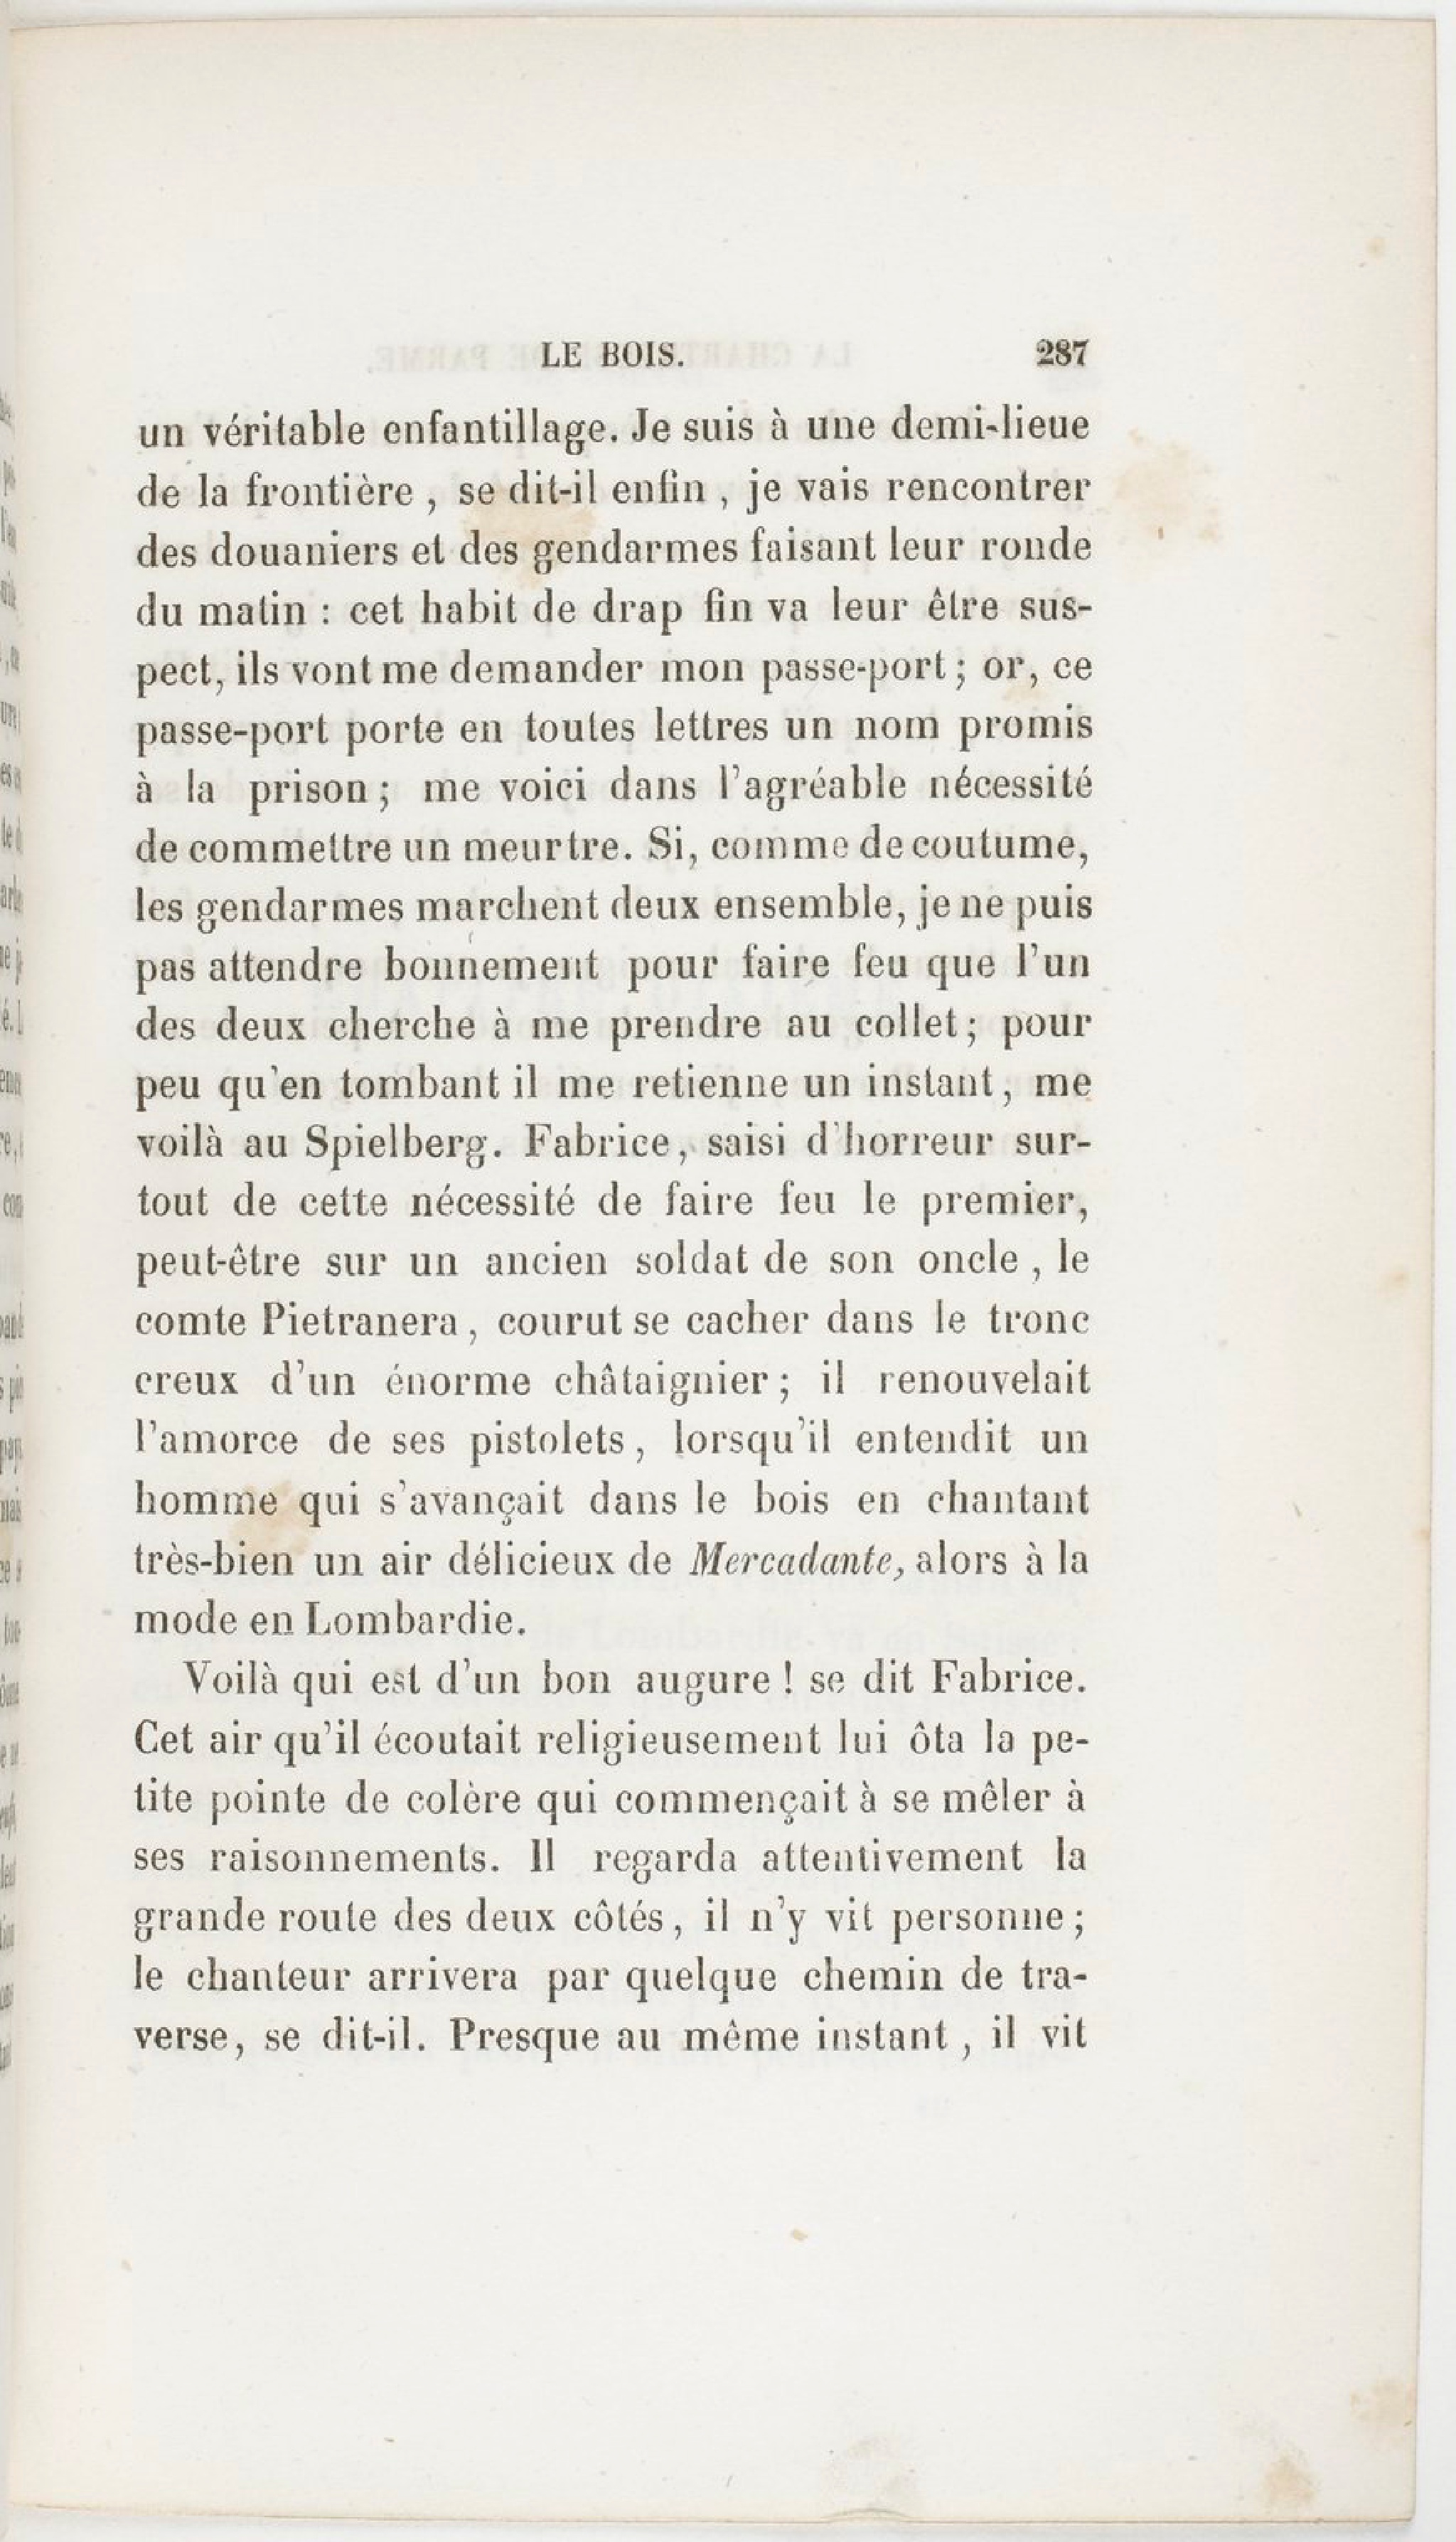 LE BOIS. 287
un véritable enfantillage. Je suis à une demi-lieue
de la frontière , se dit-il enfin , je vais rencontrer
des douaniers et des gendarmes faisant leur ronde
du matin : cet habit de drap fin va leur être sus-
pect, ils vont me demander mon passe-port ; or, ce
passe-port porte en toutes lettres un nom promis
à la prison ; me voici dans l'agréable nécessité
de commettre un meurtre. Si, comme de coutume,
les gendarmes marchent deux ensemble, je ne puis
pas attendre bonnement pour faire feu que l'un
des deux cherche à me prendre au collet ; pour
peu qu'en tombant il me retienne un instant, me
voilà au Spielberg. Fabrice, saisi d'horreur sur-
tout de cette nécessité de faire feu le premier,
peut-être sur un ancien soldat de son oncle , le
comte Pietranera, courut se cacher dans le tronc
creux d'un énorme châtaignier ; il renouvelait
l'amorce de ses pistolets, lorsqu'il entendit un
homme qui s'avançait dans le bois en chantant
très-bien un air délicieux de Mercadante, alors à la
mode en Lombardie.
Voilà qui est d'un bon augure ! se dit Fabrice.
Cet air qu'il écoutait religieusement lui ôta la pe-
tite pointe de colère qui commençait à se mêler à
ses raisonnements. Il regarda attentivement la
grande route des deux côtés, il n'y vit personne ;
le chanteur arrivera par quelque chemin de tra-
verse, se dit-il. Presque au même instant, il vit